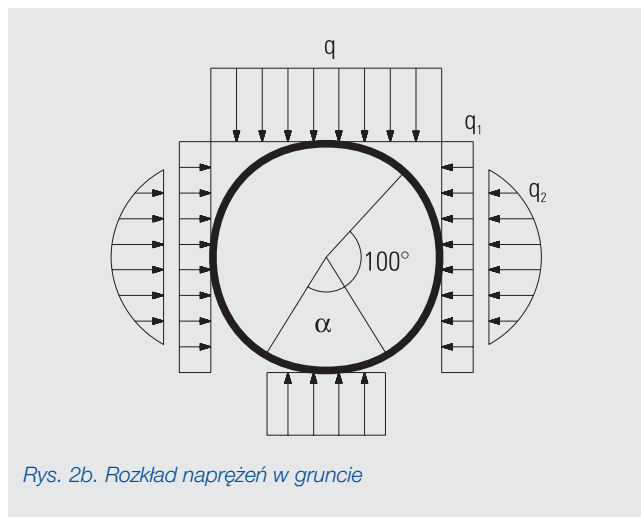 q
q₁
q₂
100°
α
Rys. 2b. Rozkład naprężeń w gruncie